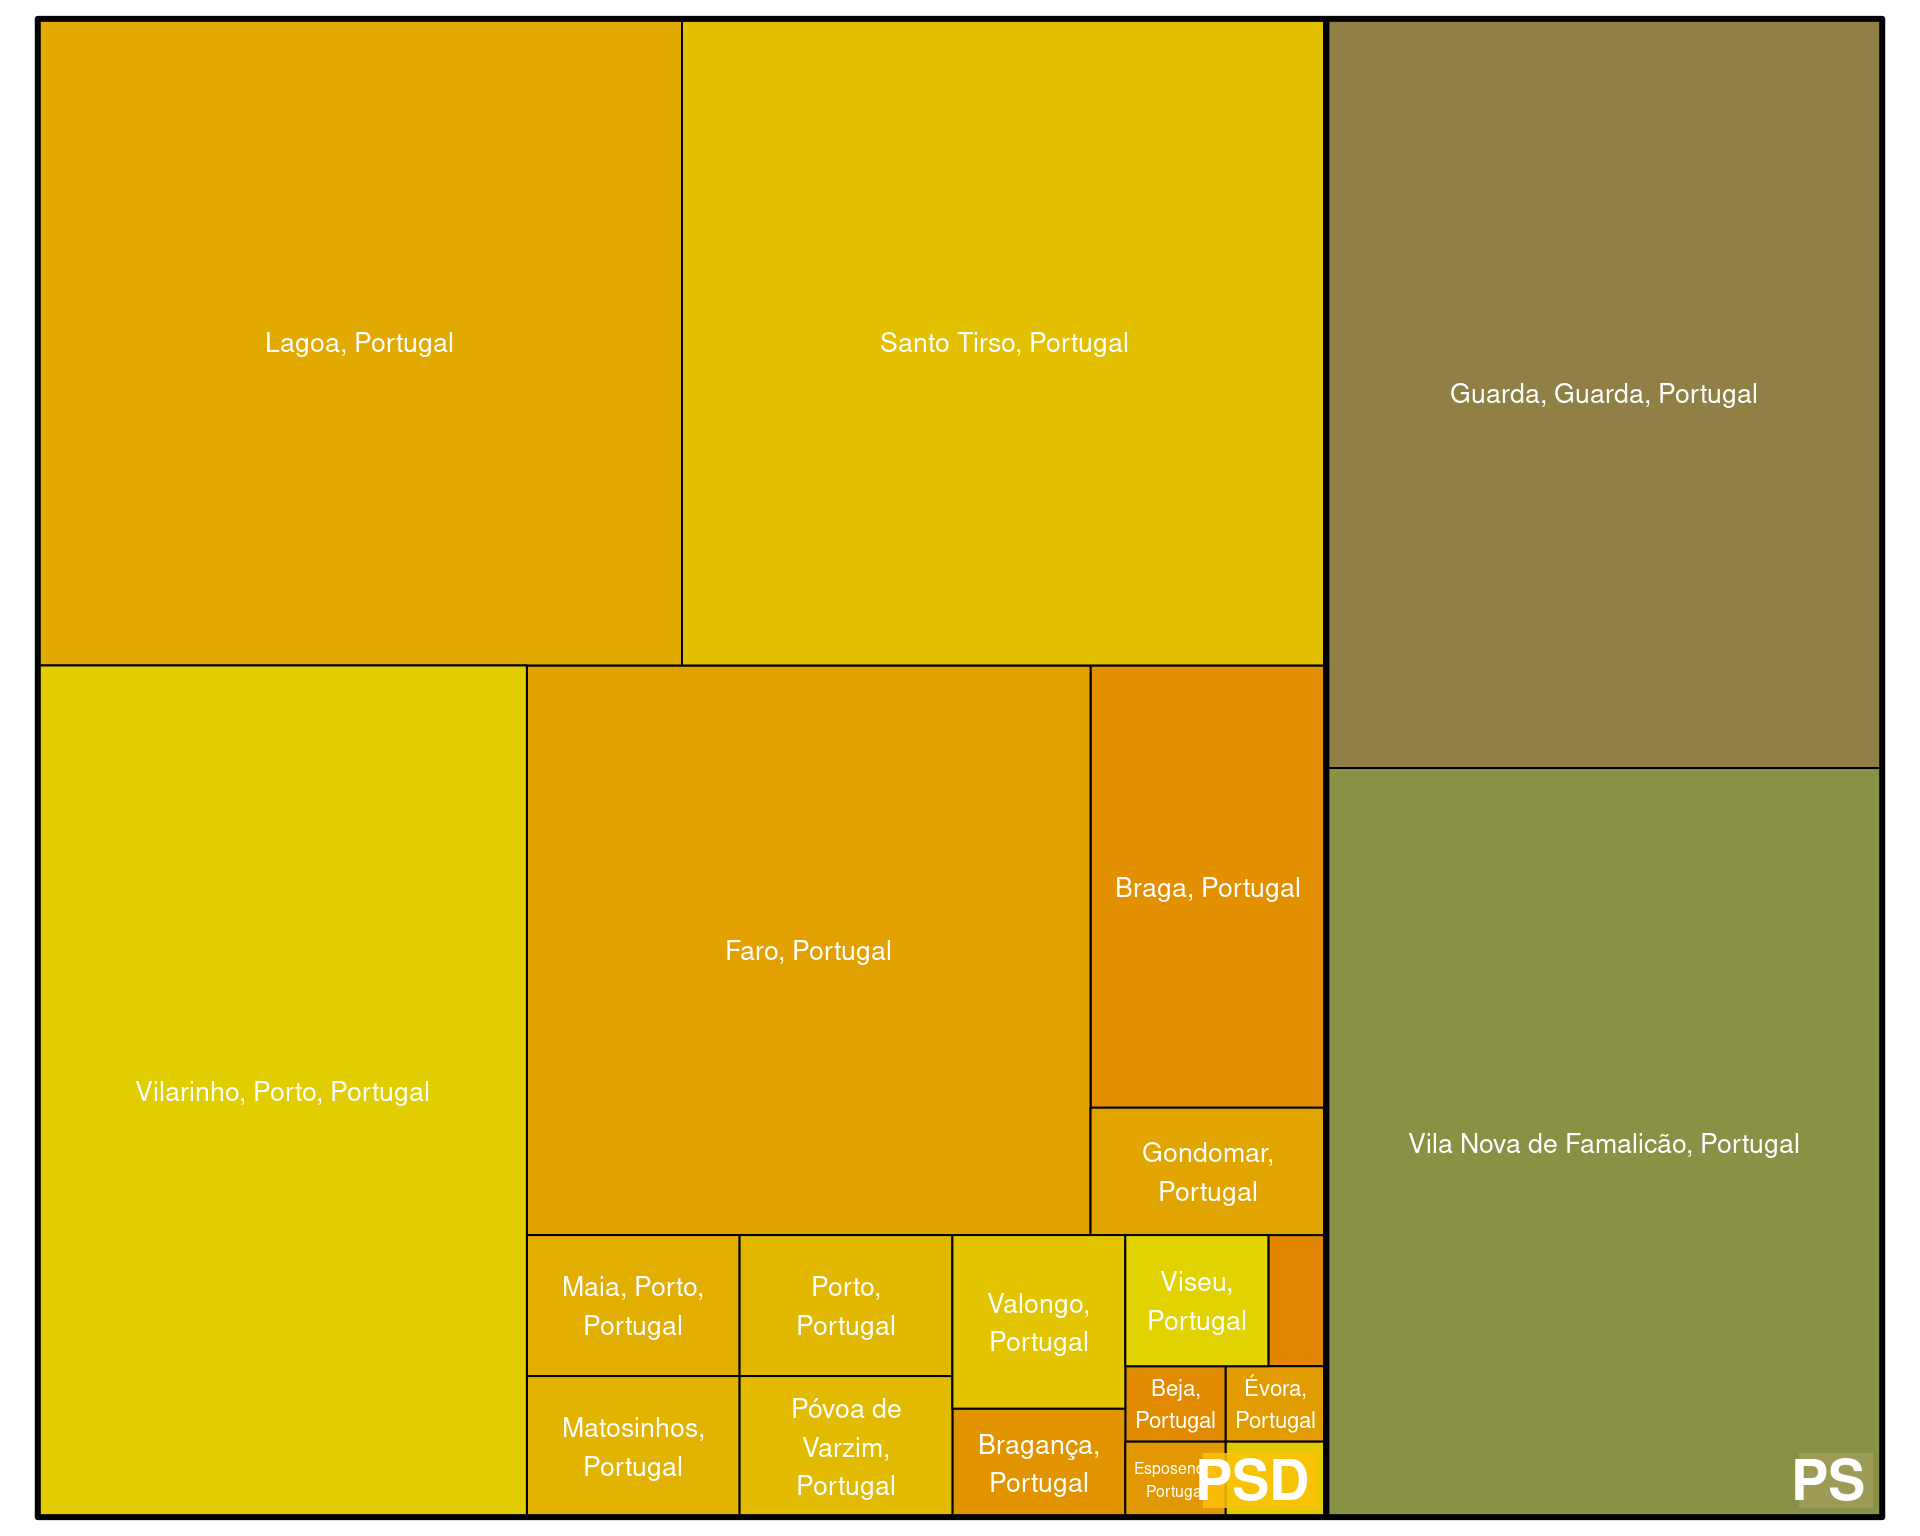 Lagoa, Portugal
Santo Tirso, Portugal
Guarda, Guarda, Portugal
Vilarinho, Porto, Portugal
Faro, Portugal
Braga, Portugal
Gondomar,
Portugal
Vila Nova de Famalicão, Portugal
Maia, Porto,
Portugal
Porto,
Portugal
Valongo,
Portugal
Viseu,
Portugal
Beja,
Portugal
Évora,
Portugal
Matosinhos,
Portugal
Póvoa de
Varzim,
Portugal
Bragança,
Portugal
Portugal
PSD
PS